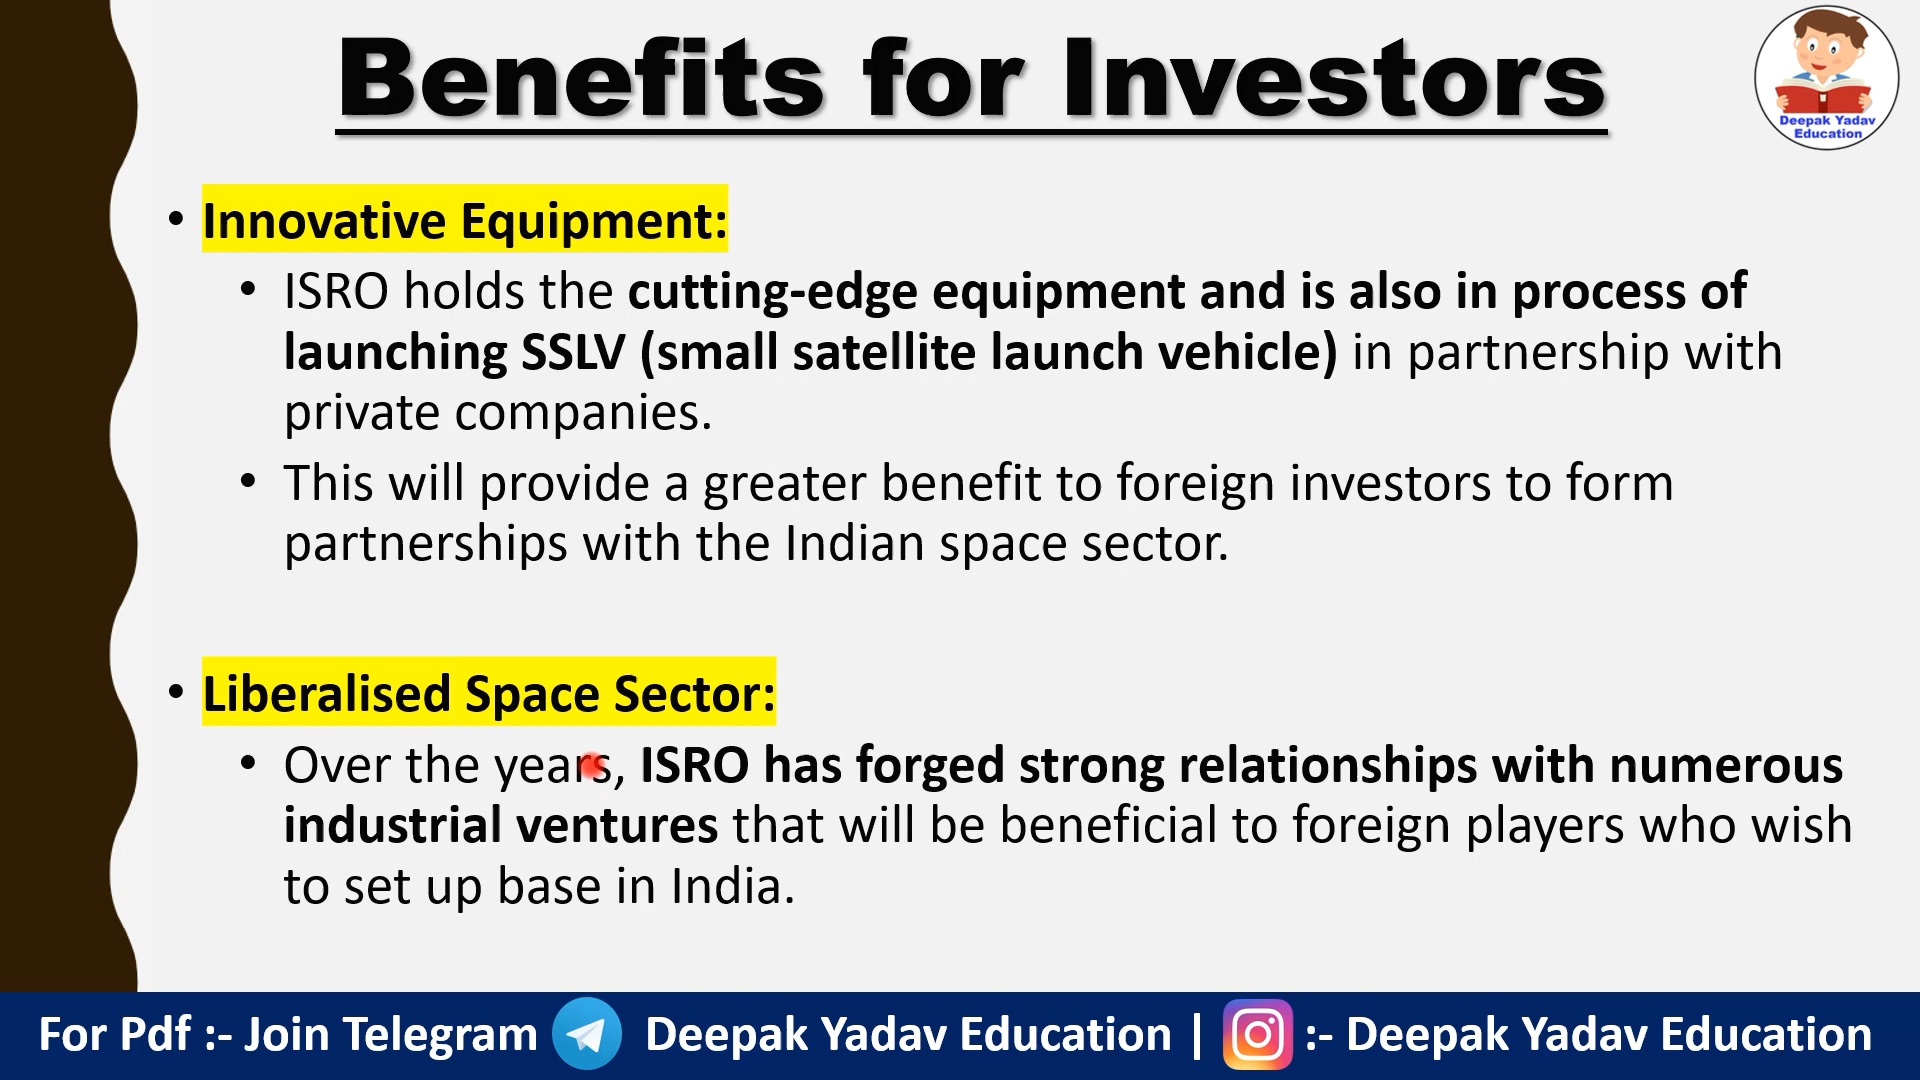 Benefits for Investors
Deepak Yadav
Education
• Innovative Equipment:
• ISRO holds the cutting-edge equipment and is also in process of
launching SSLV (small satellite launch vehicle) in partnership with
private companies.
• This will provide a greater benefit to foreign investors to form
partnerships with the Indian space sector.
• Liberalised Space Sector:
• Over the years, ISRO has forged strong relationships with numerous
industrial ventures that will be beneficial to foreign players who wish
to set up base in India.
For Pdf :- Join Telegram Deepak Yadav Education | :- Deepak Yadav Education